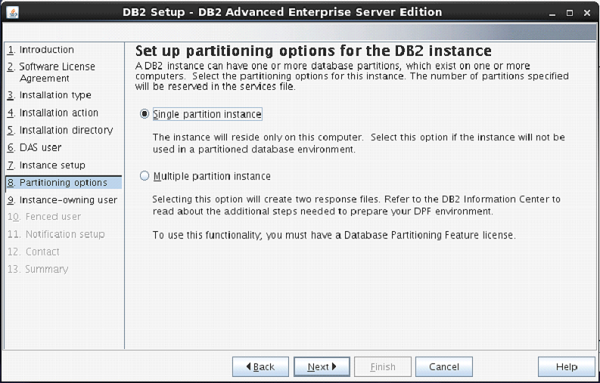 DB2 Setup - DB2 Advanced Enterprise Server Edition
1. Introduction
2. Software License
Agreement
3. Installation type
4. Installation action
5. Installation directory
6. DAS user
7. Instance setup
8. Partitioning options
9. Instance-owning user
10. Fenced user
11. Notification setup
12. Contact
13. Summary
Set up partitioning options for the DB2 instance
A DB2 instance can have one or more database partitions, which exist on one or more
computers. Select the partitioning options for this instance. The number of partitions specified
will be reserved in the services file.
Single partition instance
The instance will reside only on this computer. Select this option if the instance will not be
used in a partitioned database environment.
Multiple partition instance
Selecting this option will create two response files. Refer to the DB2 Information Center to
read about the additional steps needed to prepare your DPF environment.
To use this functionality, you must have a Database Partitioning Feature license.
Back
Next
Finish
Cancel
Help